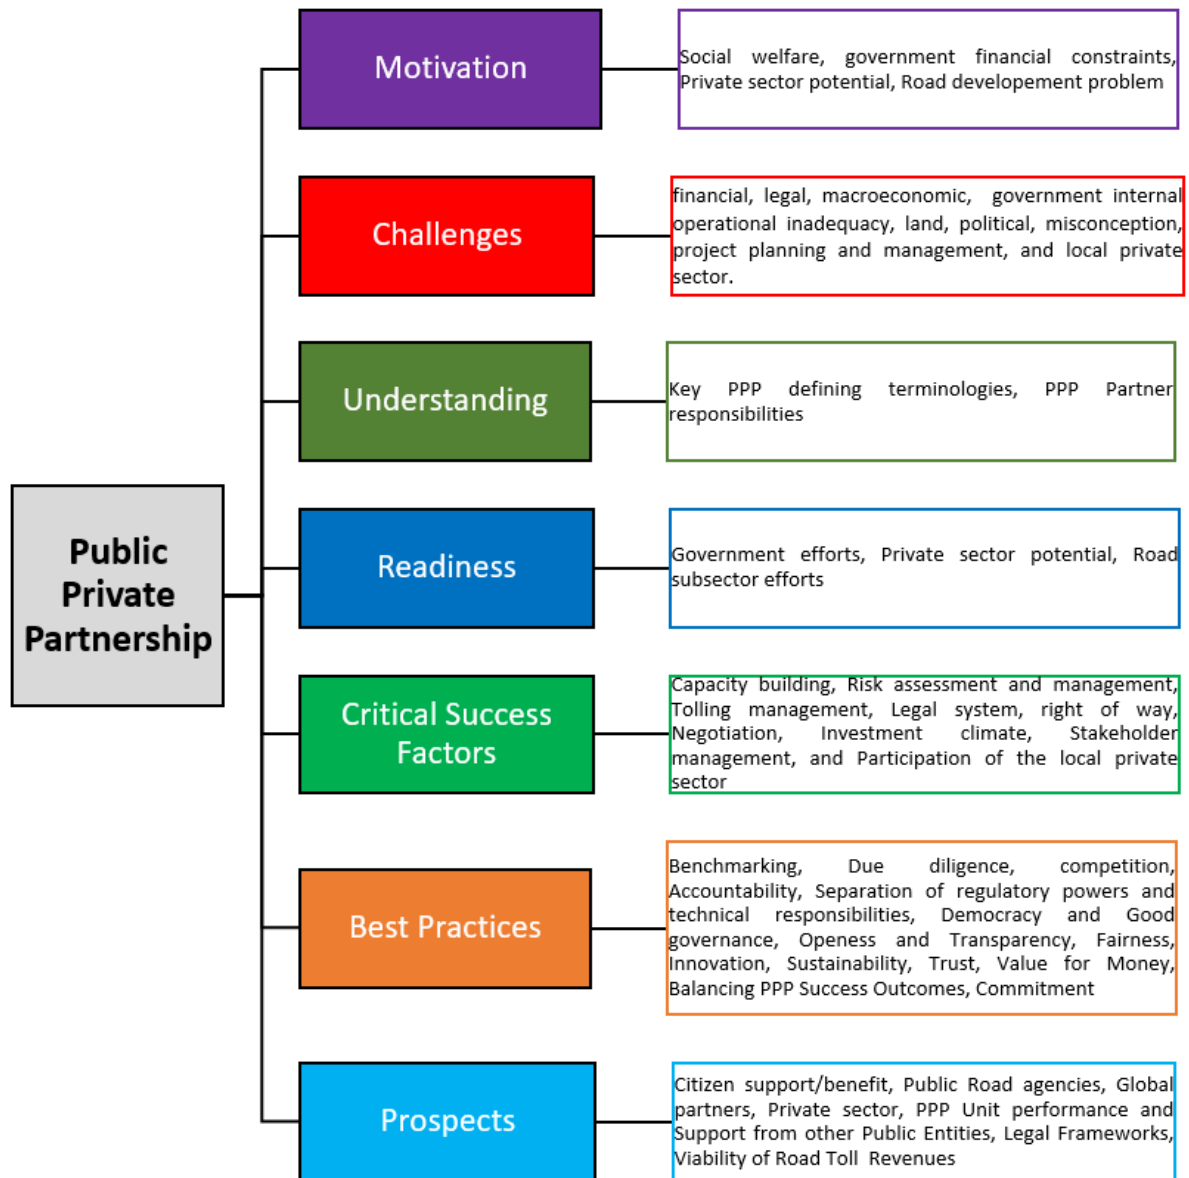 Motivation
Social welfare, government financial constraints,
Private sector potential, Road developement problem
Challenges
financial, legal, macroeconomic, government internal
operational inadequacy, land, political, misconception,
project planning and management, and local private
sector.
Understanding
Key PPP defining terminologies, PPP Partner
responsibilities
Public
Private
Partnership
Readiness
Government efforts, Private sector potential, Road
subsector efforts
Critical Success
Factors
Capacity building, Risk assessment and management,
Tolling management, Legal system, right of way,
Negotiation, Investment climate, Stakeholder
management, and Participation of the local private
sector
Best Practices
Benchmarking, Due diligence, competition,
Accountability, Separation of regulatory powers and
technical responsibilities, Democracy and Good
governance, Openess and Transparency, Fairness,
Innovation, Sustainability, Trust, Value for Money,
Balancing PPP Success Outcomes, Commitment
Prospects
Citizen support/benefit, Public Road agencies, Global
partners, Private sector, PPP Unit performance and
Support from other Public Entities, Legal Frameworks,
Viability of Road Toll Revenues